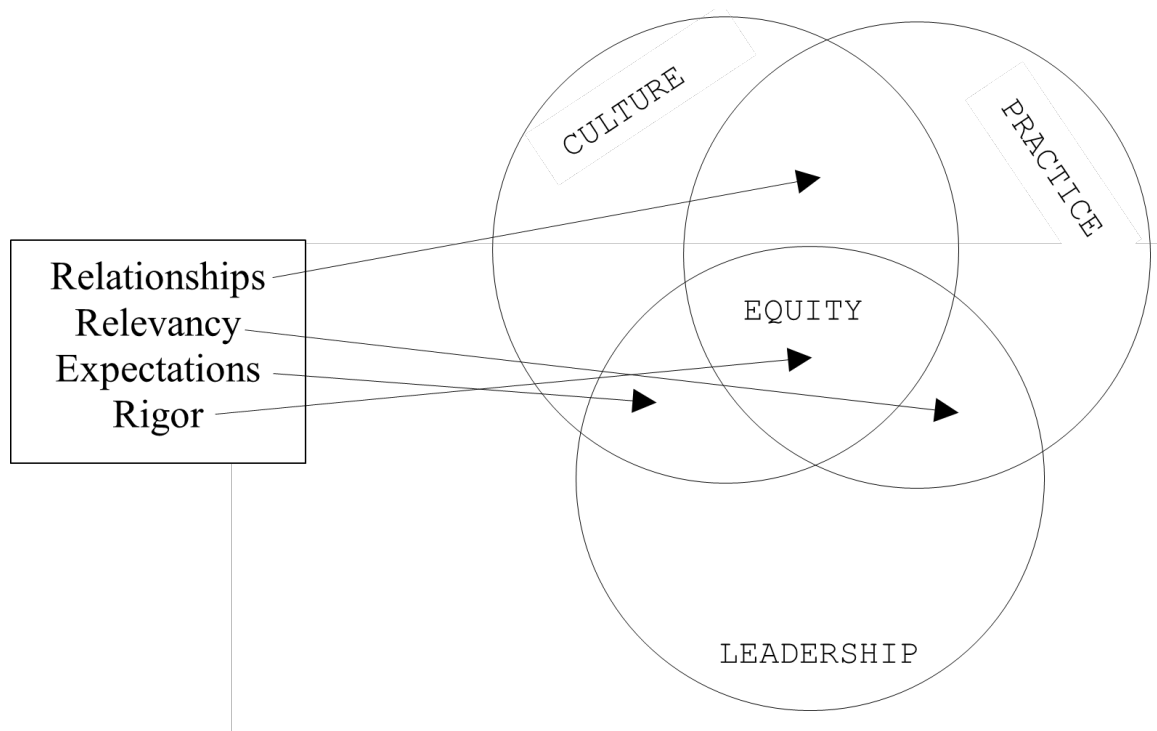 CULTURE
PRACTICE
Relationships
Relevancy
Expectations
Rigor
EQUITY
LEADERSHIP